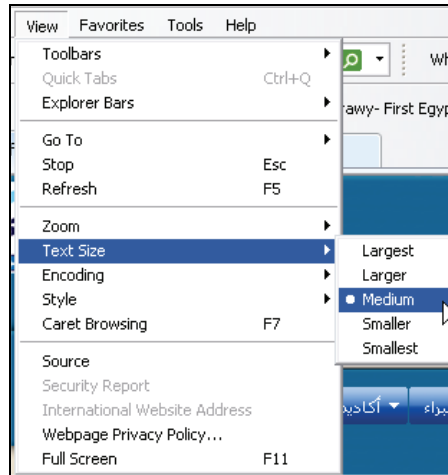 View Favorites Tools Help
Toolbars
Quick Tabs Ctrl+Q
Explorer Bars
rawy- First Egyp
Go To
Stop Esc
Refresh F5
Zoom
Text Size
Encoding
Style
Caret Browsing F7
Largest
Larger
Medium
Smaller
Smallest
Source
Security Report
International Website Address
Webpage Privacy Policy...
Full Screen F11